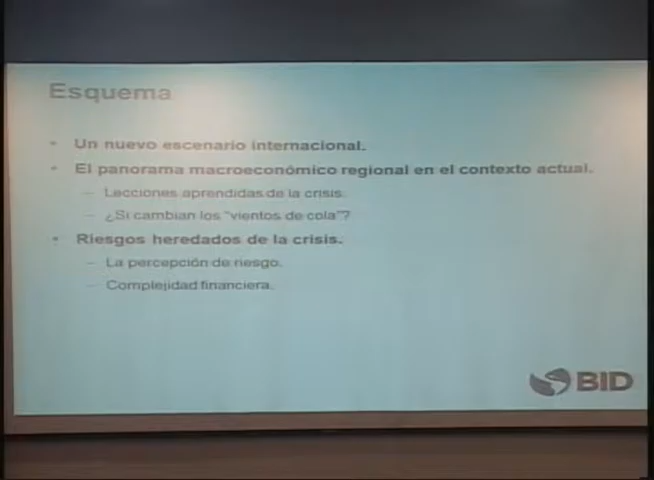 Esquema
• Un nuevo escenario internacional.
• El panorama macroeconómico regional en el contexto actual.
– Lecciones aprendidas de la crisis.
– ¿Si cambian los "vientos de cola"?
• Riesgos heredados de la crisis.
– La percepción de riesgo.
– Complejidad financiera.
BID